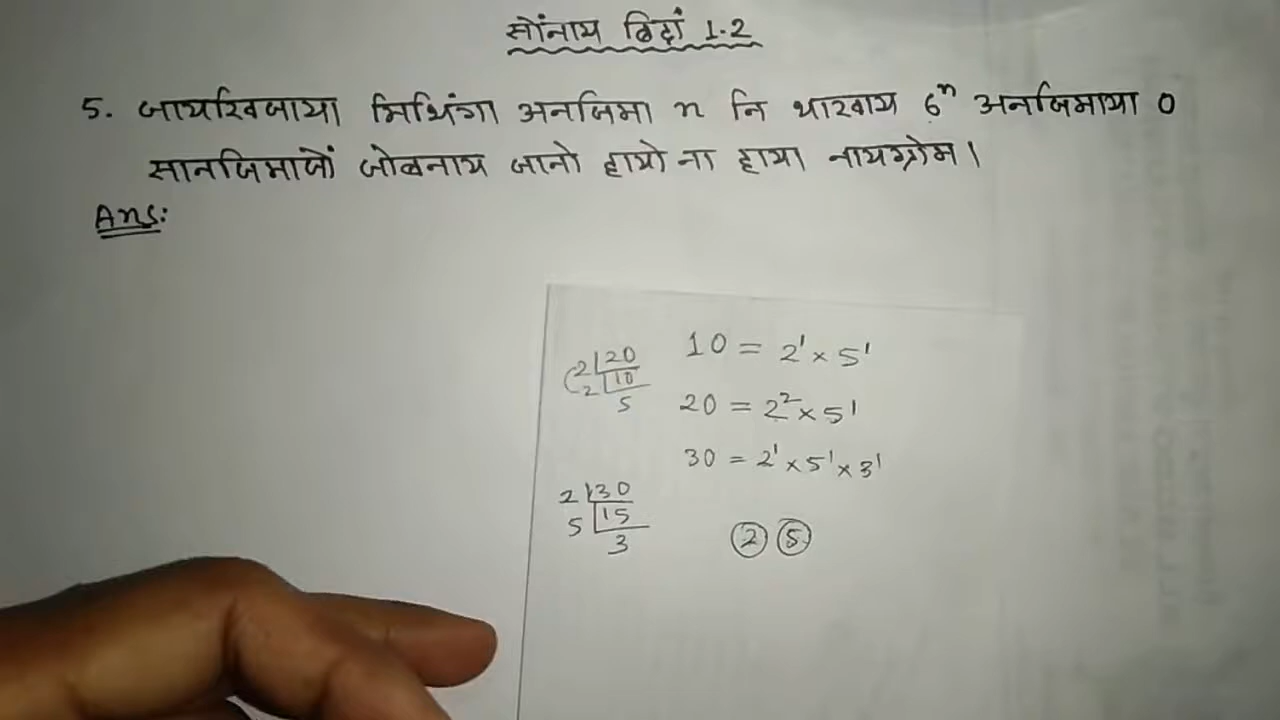 सोंनाय बिदां 1.2
5. जायखिजाया मिथिंगा अनजिमा n नि थाखाय 6ⁿ अनजिमाया 0
सानजिमाजों जोबनाय जानो हायो ना हाया नायग्रोम।
Ans:
2 20
2 10
5
10 = 2¹ × 5¹
20 = 2² × 5¹
30 = 2¹ × 5¹ × 3¹
2 30
5 15
3
2 5